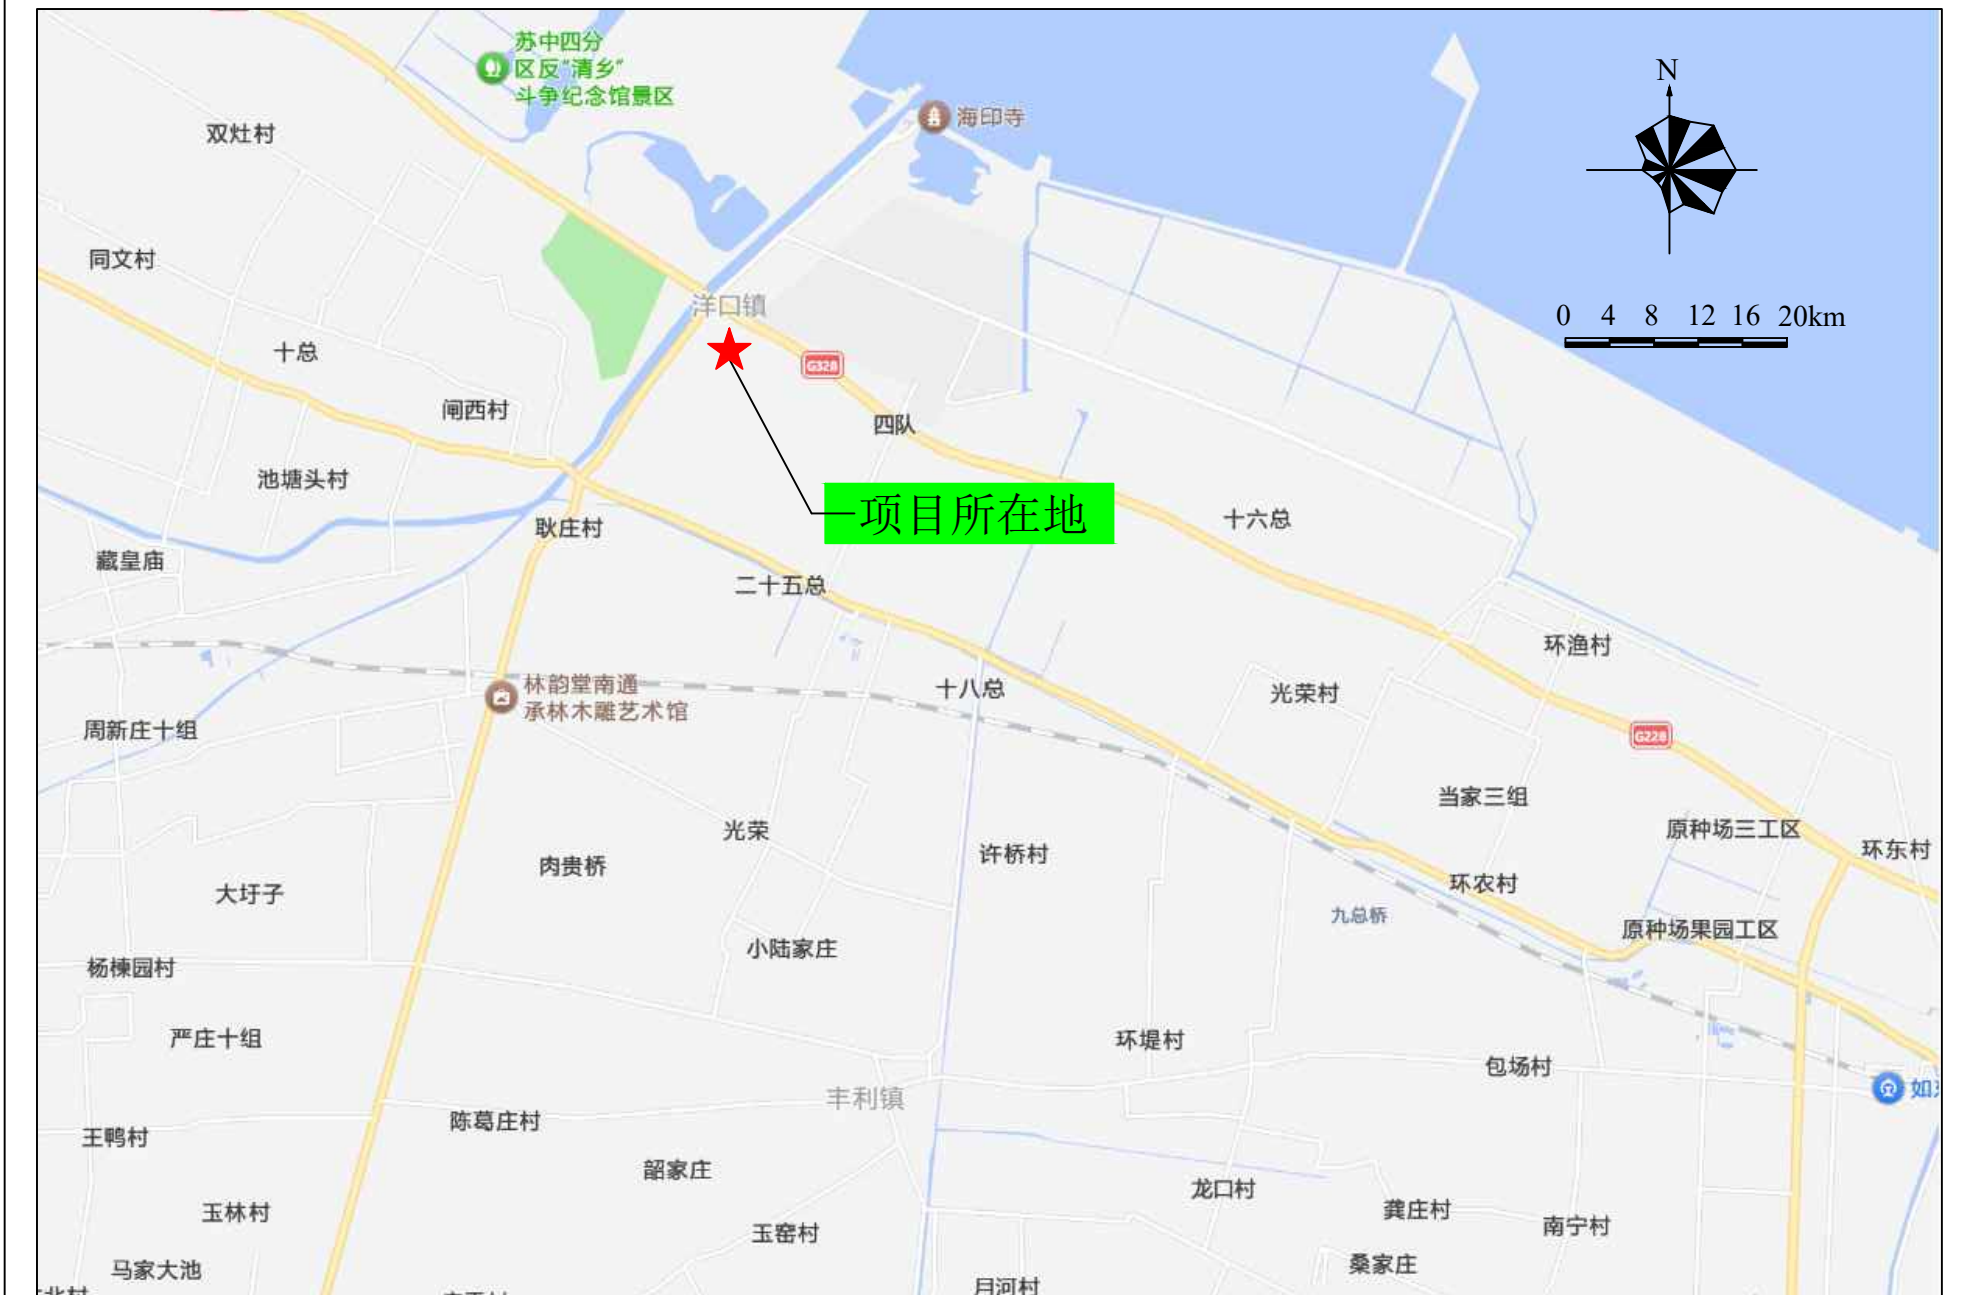 苏中四分
区反"清乡"
斗争纪念馆景区
海印寺
N
双灶村
同文村
洋口镇
0 4 8 12 16 20km
十总
G328
闸西村
四队
池塘头村
项目所在地
耿庄村
十六总
藏皇庙
二十五总
环渔村
林韵堂南通
承林木雕艺术馆
十八总
光荣村
周新庄十组
G228
当家三组
光荣
原种场三工区
许桥村
环东村
肉贵桥
大圩子
环农村
九总桥
原种场果园工区
小陆家庄
杨楝园村
严庄十组
环堤村
包场村
丰利镇
如
陈葛庄村
王鸭村
韶家庄
龙口村
玉林村
龚庄村
南宁村
玉窑村
马家大池
桑家庄
月河村